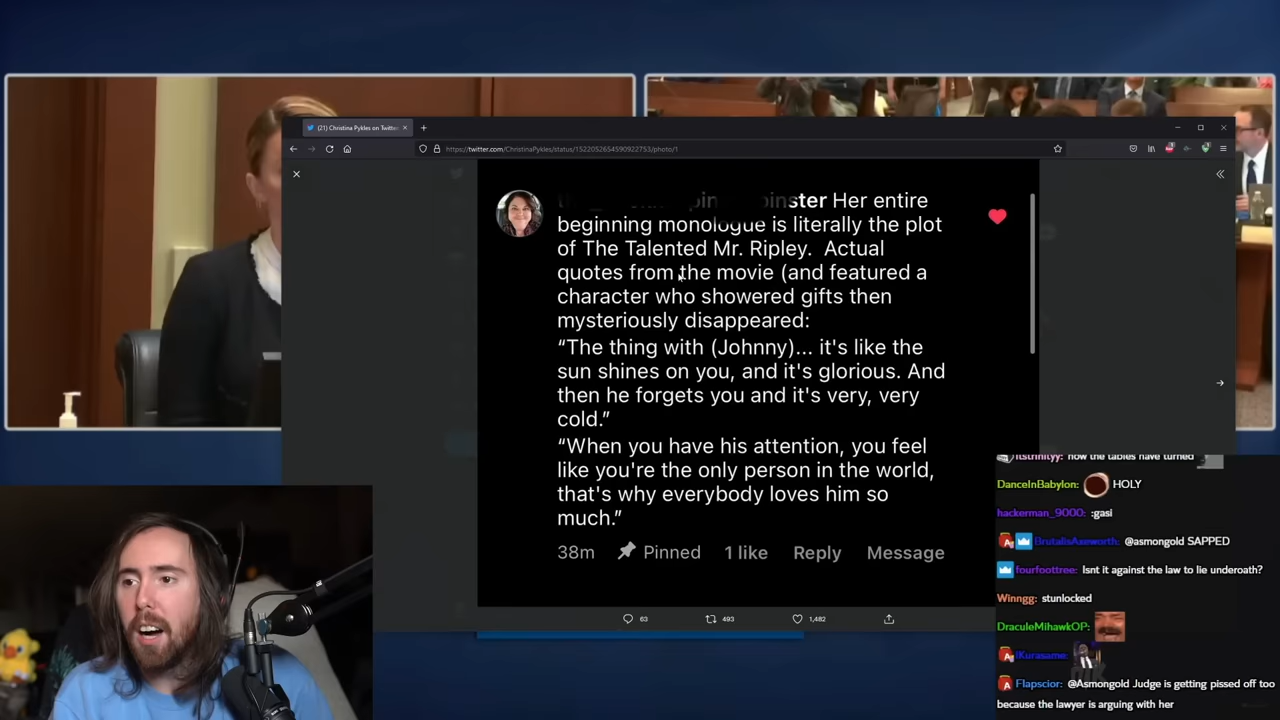 (21) Christina Pykles on Twitter
https://twitter.com/ChristinaPykles/status/1522052654590922753/photo/1
Her entire
beginning monologue is literally the plot
of The Talented Mr. Ripley. Actual
quotes from the movie (and featured a
character who showered gifts then
mysteriously disappeared:
“The thing with (Johnny)... it's like the
sun shines on you, and it's glorious. And
then he forgets you and it's very, very
cold.”
“When you have his attention, you feel
like you're the only person in the world,
that's why everybody loves him so
much.”
38m Pinned 1 like Reply Message
63 493 1,482
itstrinityy: how the tables have turned
DanceInBabylon: HOLY
hackerman_9000: :gasi
BrutalisAxeworth: @asmongold SAPPED
fourfoottree: Isnt it against the law to lie underoath?
Winngg: stunlocked
DraculeMihawkOP:
iKurasame:
Flapscior: @Asmongold Judge is getting pissed off too
because the lawyer is arguing with her